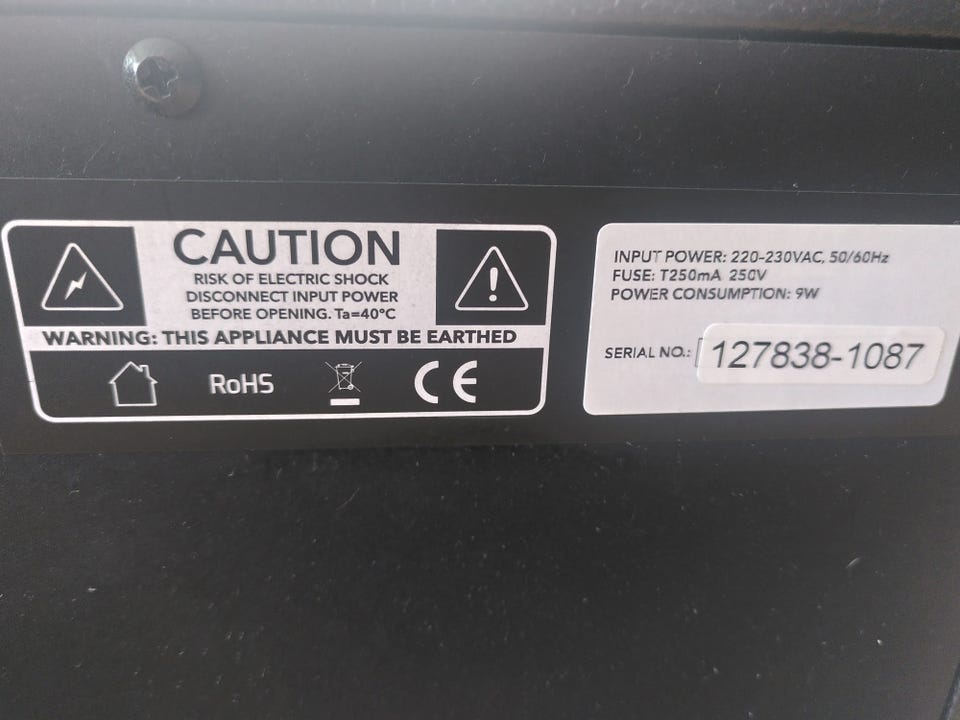 CAUTION
RISK OF ELECTRIC SHOCK
DISCONNECT INPUT POWER
BEFORE OPENING. Ta=40°C
WARNING: THIS APPLIANCE MUST BE EARTHED
RoHS
CE
INPUT POWER: 220-230VAC, 50/60Hz
FUSE: T250mA 250V
POWER CONSUMPTION: 9W
SERIAL NO.: 127838-1087